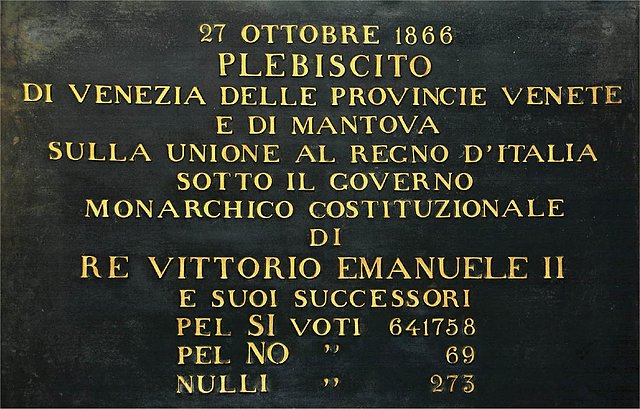 27 OTTOBRE 1866
PLEBISCITO
DI VENEZIA DELLE PROVINCIE VENETE
E DI MANTOVA
SULLA UNIONE AL REGNO D'ITALIA
SOTTO IL GOVERNO
MONARCHICO COSTITUZIONALE
DI
RE VITTORIO EMANUELE II
E SUOI SUCCESSORI
PEL SI VOTI 641758
PEL NO " 69
NULLI " 273